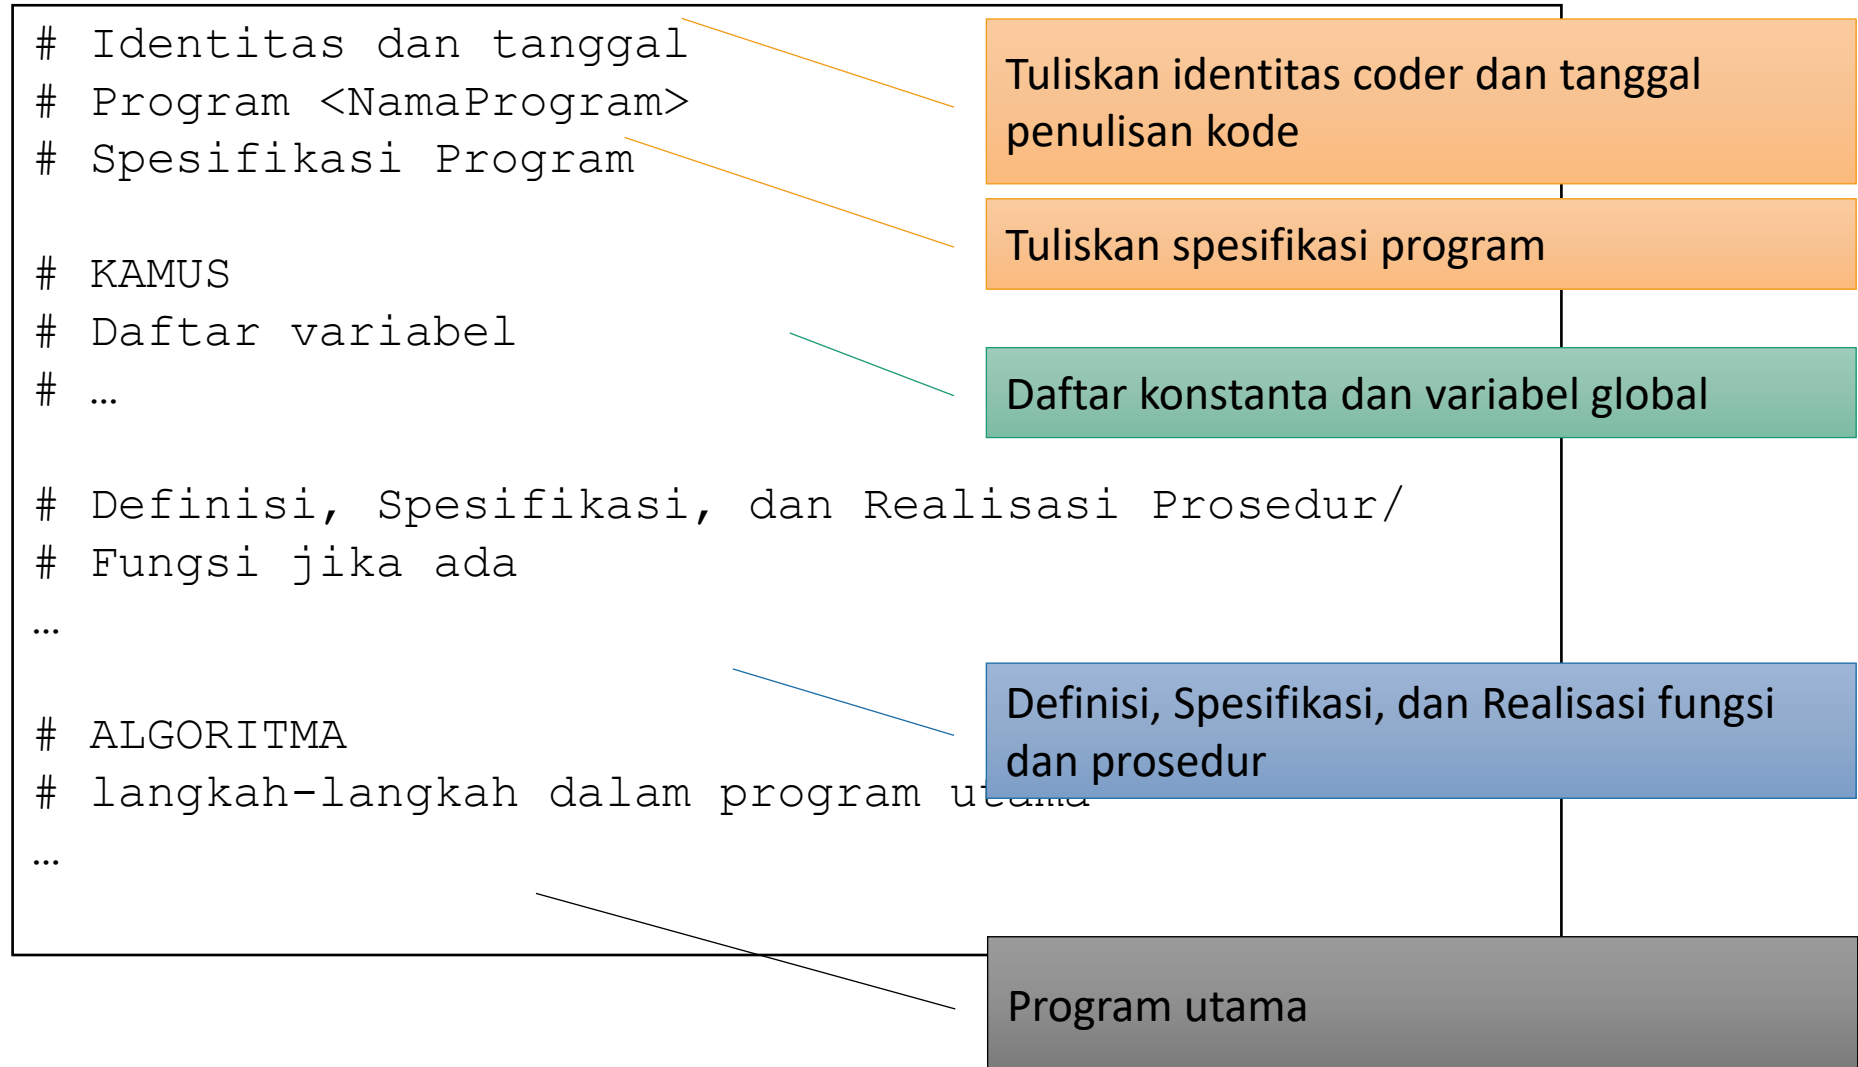 # Identitas dan tanggal
# Program <NamaProgram>
# Spesifikasi Program
# KAMUS
# Daftar variabel
# …
# Definisi, Spesifikasi, dan Realisasi Prosedur/
# Fungsi jika ada
…
# ALGORITMA
# langkah-langkah dalam program utama
…
Tuliskan identitas coder dan tanggal
penulisan kode
Tuliskan spesifikasi program
Daftar konstanta dan variabel global
Definisi, Spesifikasi, dan Realisasi fungsi
dan prosedur
Program utama